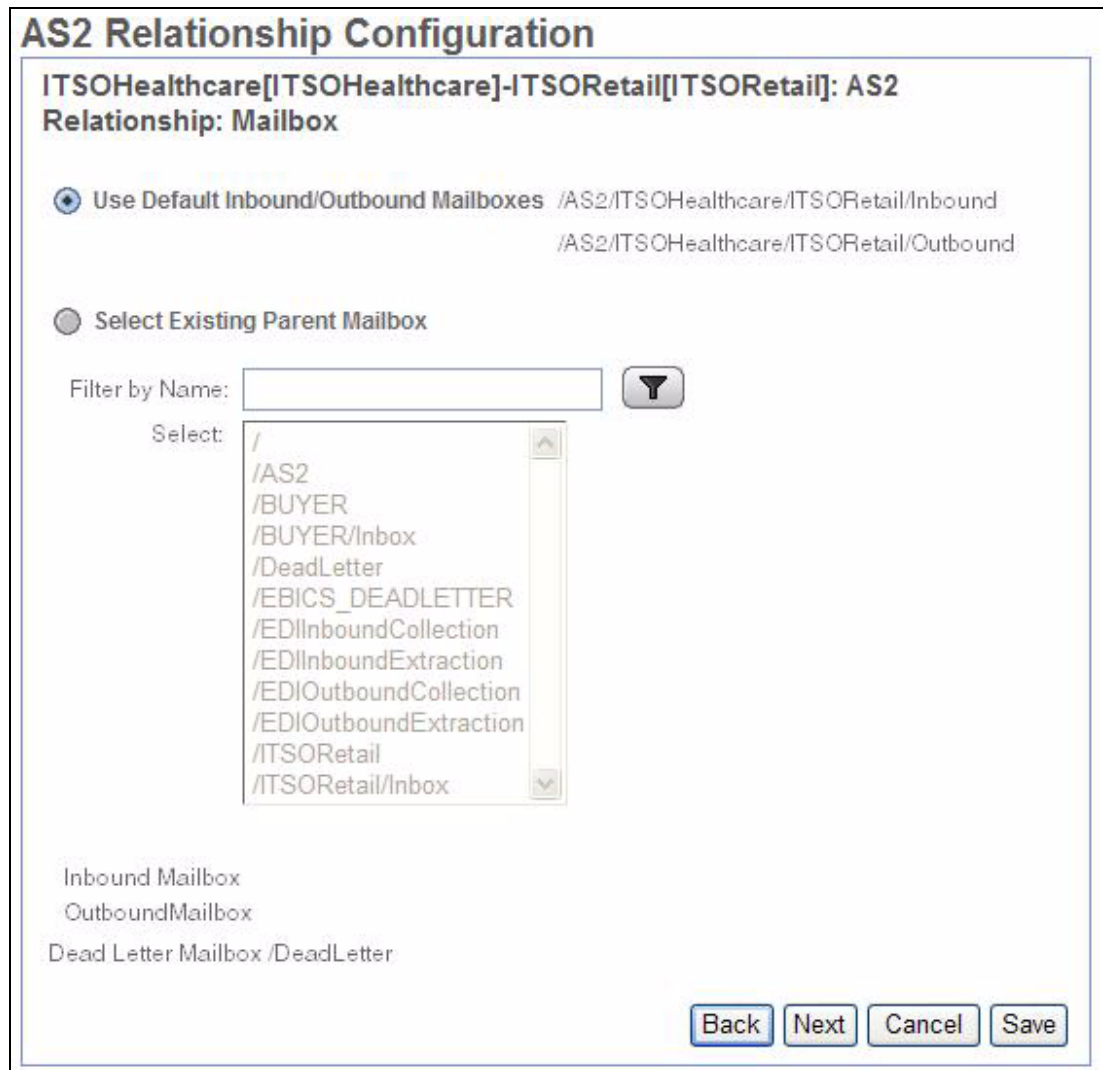 AS2 Relationship Configuration
ITSOHealthcare[ITSOHealthcare]-ITSORetail[ITSORetail]: AS2
Relationship: Mailbox
Use Default Inbound/Outbound Mailboxes /AS2/ITSOHealthcare/ITSORetail/Inbound
/AS2/ITSOHealthcare/ITSORetail/Outbound
Select Existing Parent Mailbox
Filter by Name:
Select:
/
/AS2
/BUYER
/BUYER/Inbox
/DeadLetter
/EBICS_DEADLETTER
/EDIInboundCollection
/EDIInboundExtraction
/EDIOutboundCollection
/EDIOutboundExtraction
/ITSORetail
/ITSORetail/Inbox
Inbound Mailbox
OutboundMailbox
Dead Letter Mailbox /DeadLetter
Back Next Cancel Save